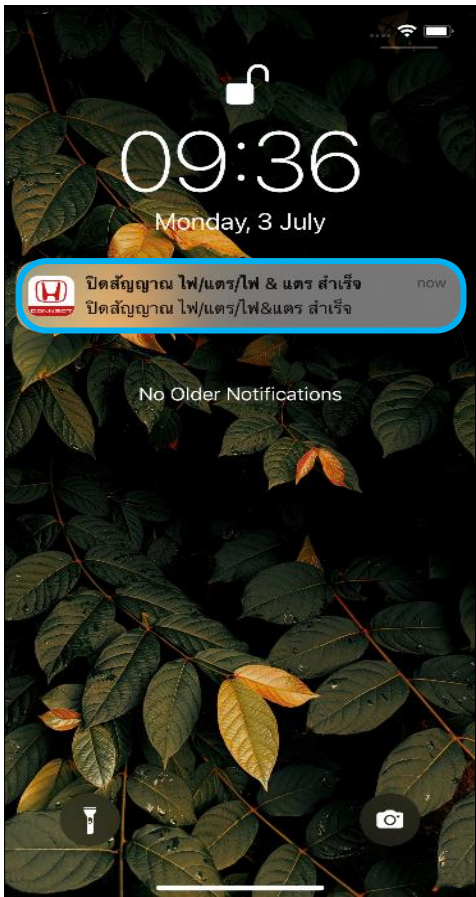 09:36
Monday, 3 July
ปิดสัญญาณ ไฟ/แตร/ไฟ & แตร สำเร็จ
now
ปิดสัญญาณ ไฟ/แตร/ไฟ&แตร สำเร็จ
CONNECT
No Older Notifications